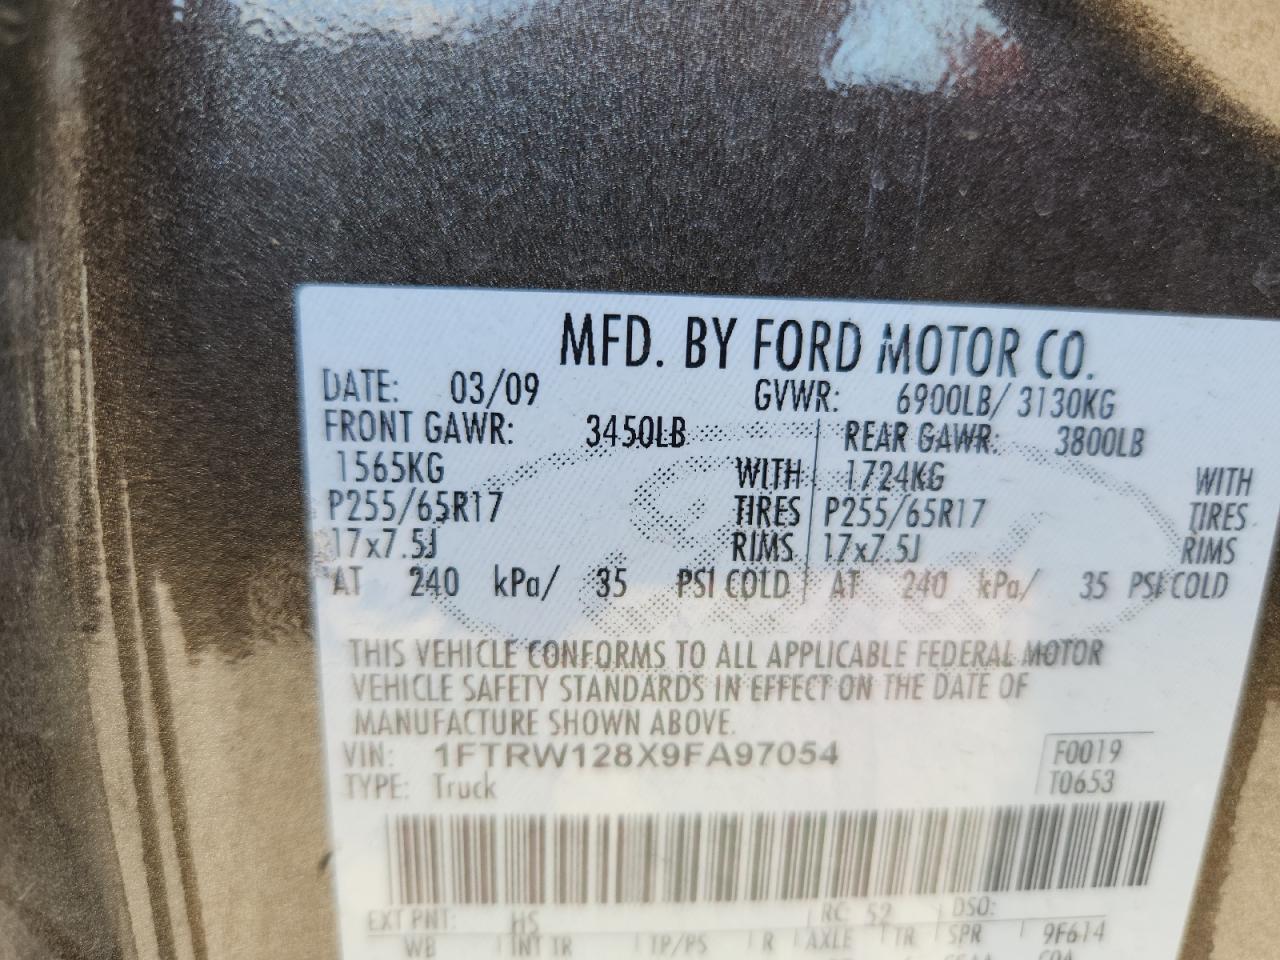 MFD. BY FORD MOTOR CO.
DATE: 03/09 GVWR: 6900LB/ 3130KG
FRONT GAWR: 3450LB REAR GAWR: 3800LB
1565KG WITH 1724KG WITH
P255/65R17 TIRES P255/65R17 TIRES
17x7.5J RIMS 17x7.5J RIMS
AT 240 kPa/ 35 PSI COLD AT 240 kPa/ 35 PSI COLD
THIS VEHICLE CONFORMS TO ALL APPLICABLE FEDERAL MOTOR
VEHICLE SAFETY STANDARDS IN EFFECT ON THE DATE OF
MANUFACTURE SHOWN ABOVE.
VIN: 1FTRW128X9FA97054 F0019
TYPE: Truck T0653
EXT PNT: HS RC: 52 DSO:
WB INT TR TP/PS R AXLE TR SPR 9F614